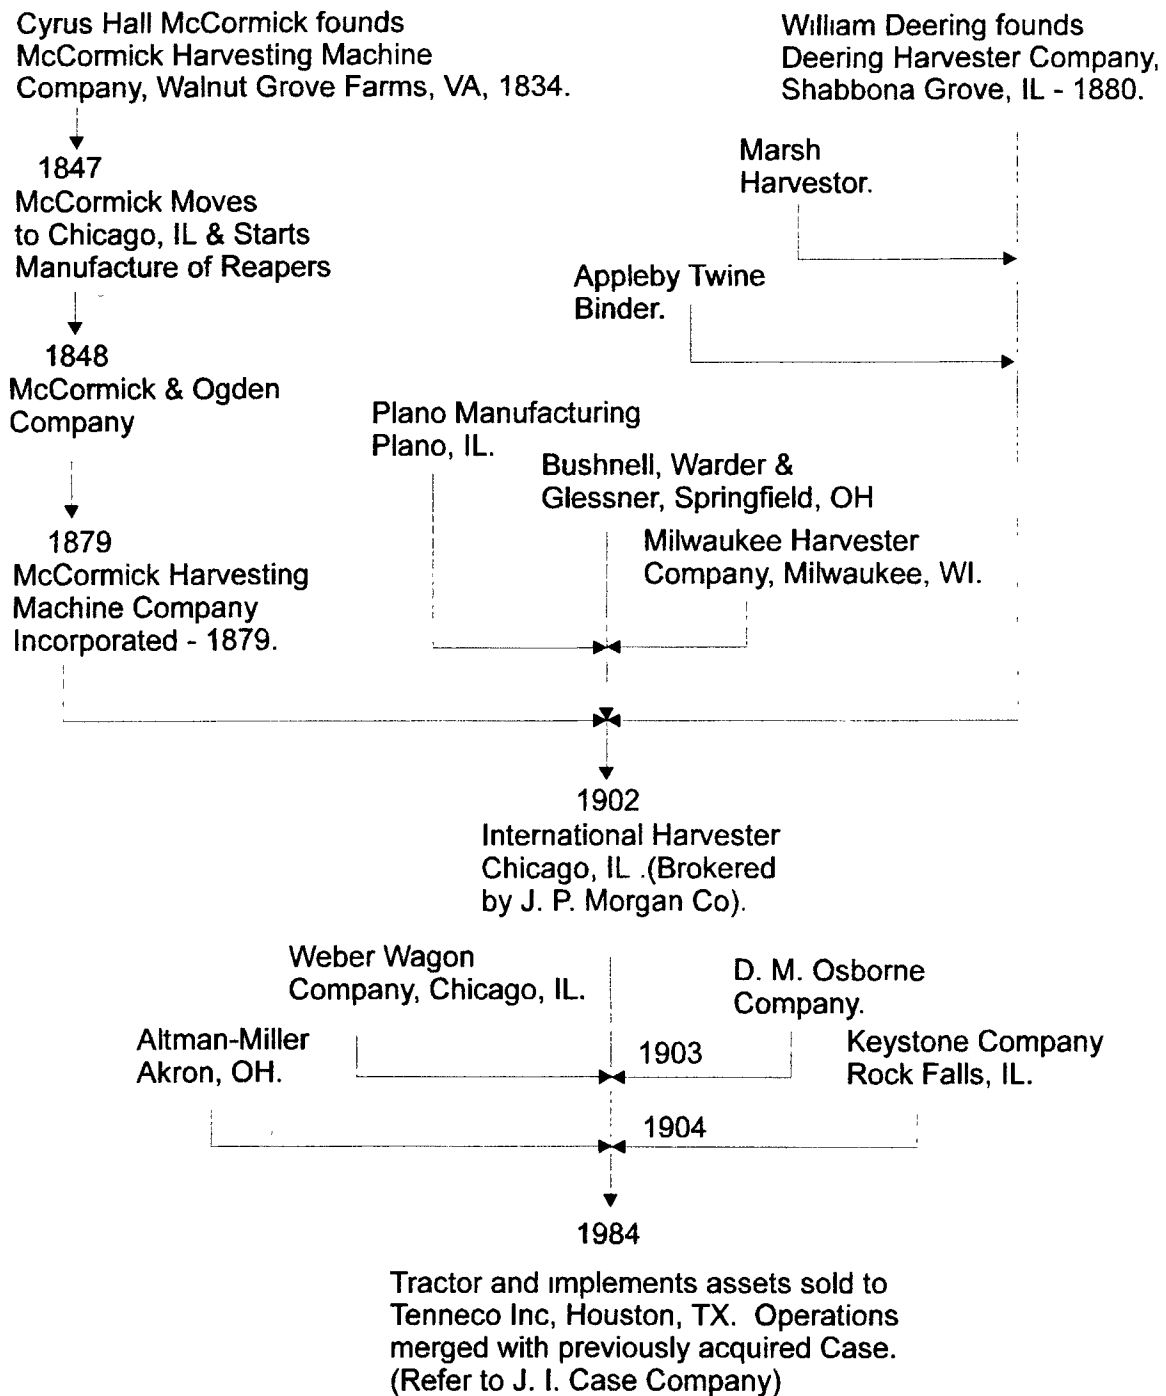 Cyrus Hall McCormick founds
McCormick Harvesting Machine
Company, Walnut Grove Farms, VA, 1834.
1847
McCormick Moves
to Chicago, IL & Starts
Manufacture of Reapers
1848
McCormick & Ogden
Company
1879
McCormick Harvesting
Machine Company
Incorporated - 1879.
William Deering founds
Deering Harvester Company,
Shabbona Grove, IL - 1880.
Marsh
Harvestor.
Appleby Twine
Binder.
Plano Manufacturing
Plano, IL.
Bushnell, Warder &
Glessner, Springfield, OH
Milwaukee Harvester
Company, Milwaukee, WI.
1902
International Harvester
Chicago, IL .(Brokered
by J. P. Morgan Co).
Weber Wagon
Company, Chicago, IL.
D. M. Osborne
Company.
1903
Altman-Miller
Akron, OH.
Keystone Company
Rock Falls, IL.
1904
1984
Tractor and implements assets sold to
Tenneco Inc, Houston, TX. Operations
merged with previously acquired Case.
(Refer to J. I. Case Company)